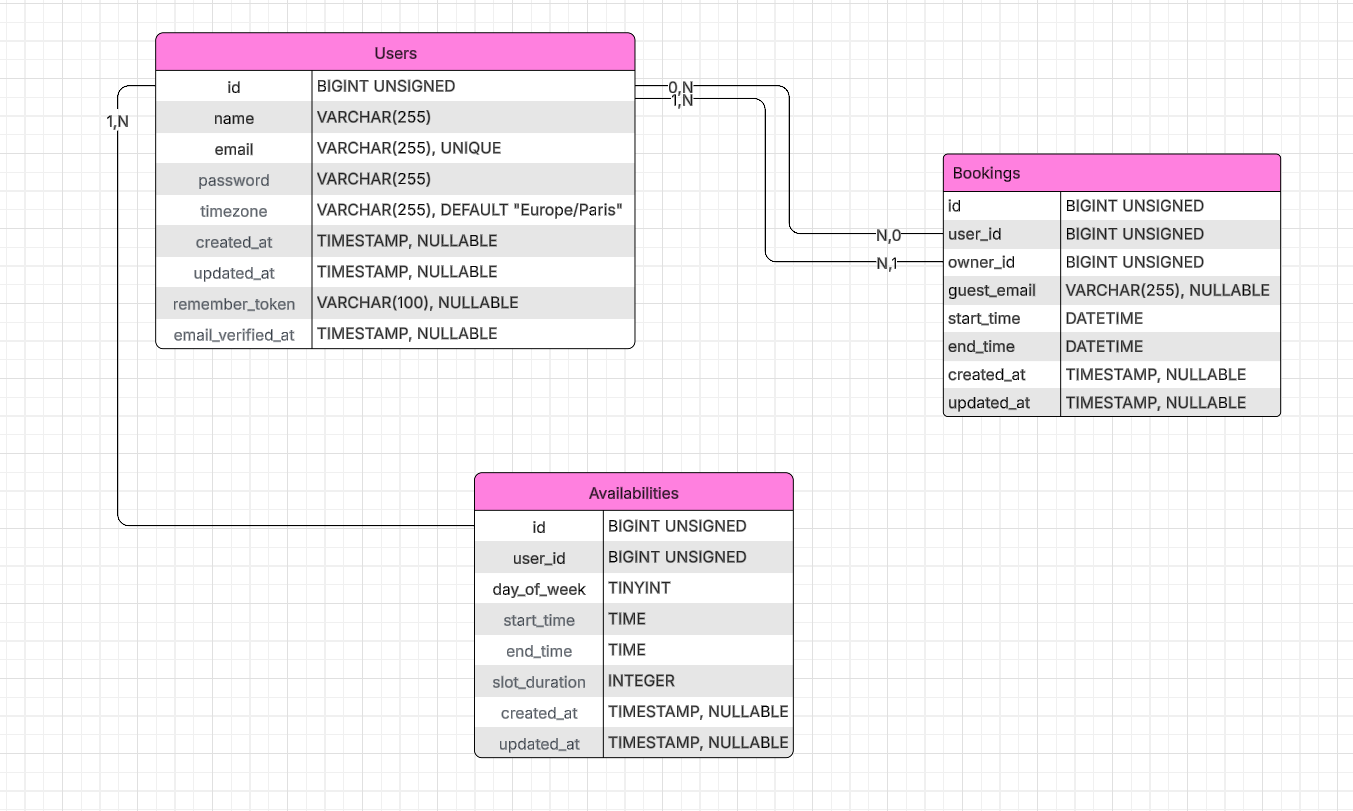 Users
id BIGINT UNSIGNED
name VARCHAR(255)
email VARCHAR(255), UNIQUE
password VARCHAR(255)
timezone VARCHAR(255), DEFAULT "Europe/Paris"
created_at TIMESTAMP, NULLABLE
updated_at TIMESTAMP, NULLABLE
remember_token VARCHAR(100), NULLABLE
email_verified_at TIMESTAMP, NULLABLE
1,N
0,N
1,N
N,0
N,1
Bookings
id BIGINT UNSIGNED
user_id BIGINT UNSIGNED
owner_id BIGINT UNSIGNED
guest_email VARCHAR(255), NULLABLE
start_time DATETIME
end_time DATETIME
created_at TIMESTAMP, NULLABLE
updated_at TIMESTAMP, NULLABLE
Availabilities
id BIGINT UNSIGNED
user_id BIGINT UNSIGNED
day_of_week TINYINT
start_time TIME
end_time TIME
slot_duration INTEGER
created_at TIMESTAMP, NULLABLE
updated_at TIMESTAMP, NULLABLE